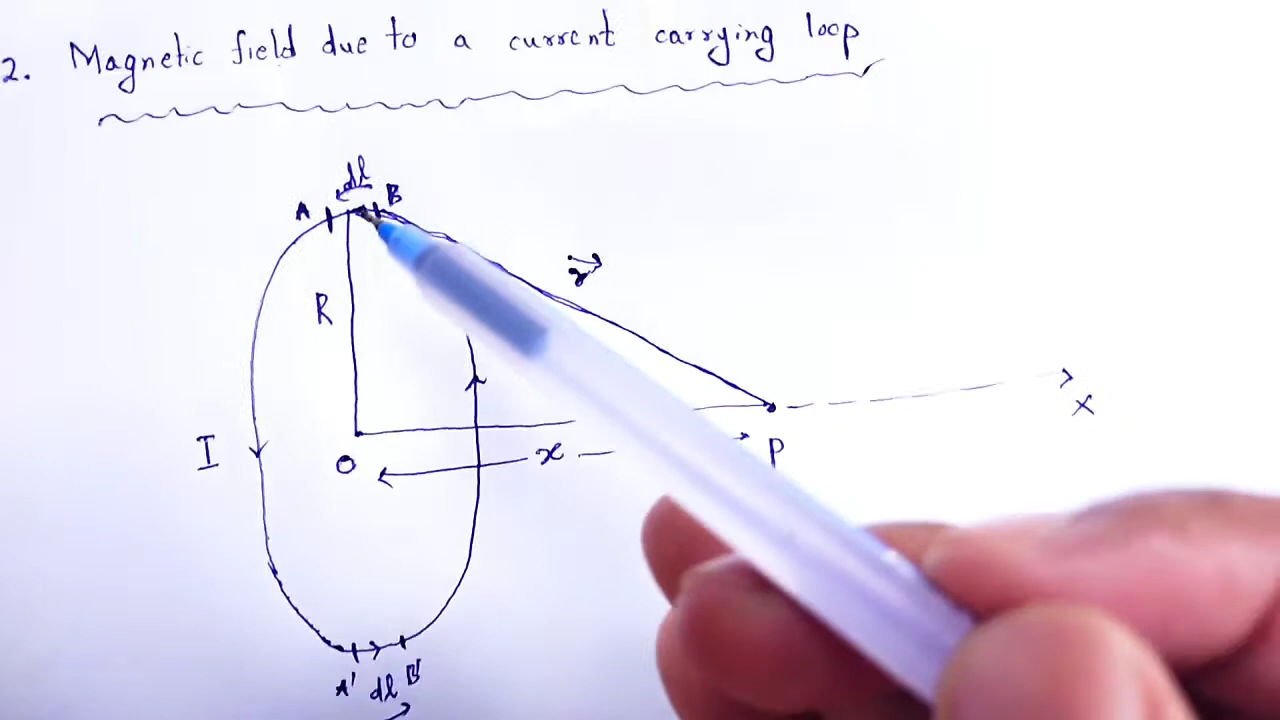 2. Magnetic field due to a current carrying loop
dl
A B
r
R
x
I
O
x
P
A' dl B'